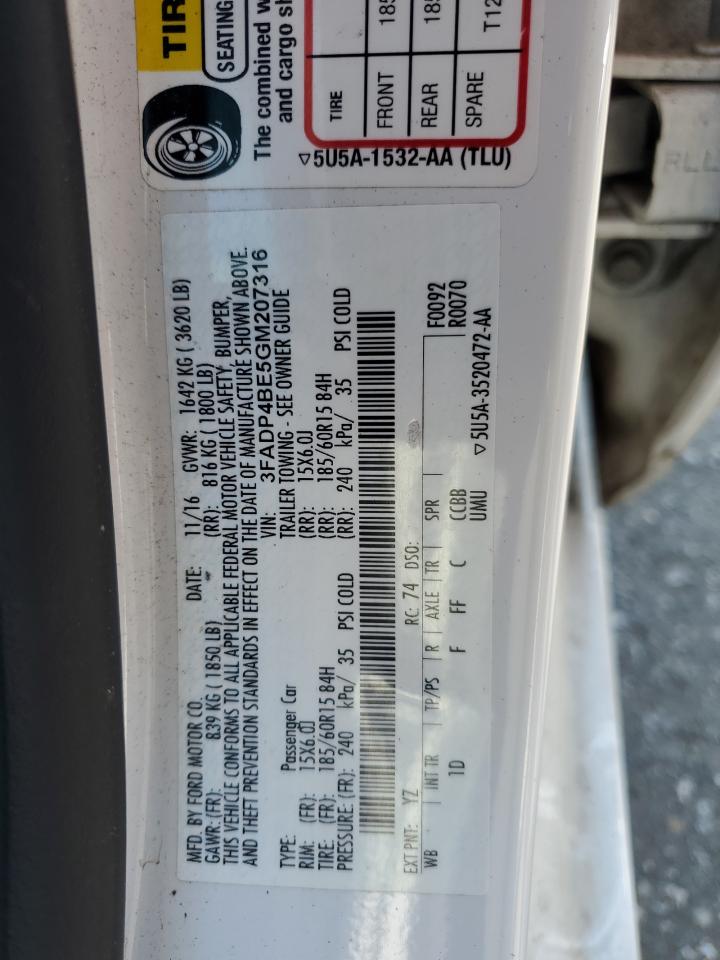 TIR
SEATING
The combined w
and cargo sh
TIRE
FRONT 185
REAR 185
SPARE T12
▽5U5A-1532-AA (TLU)
MFD. BY FORD MOTOR CO. DATE: 11/16 GVWR: 1642 KG ( 3620 LB)
GAWR: (FR): 839 KG ( 1850 LB) (RR): 816 KG ( 1800 LB)
THIS VEHICLE CONFORMS TO ALL APPLICABLE FEDERAL MOTOR VEHICLE SAFETY, BUMPER,
AND THEFT PREVENTION STANDARDS IN EFFECT ON THE DATE OF MANUFACTURE SHOWN ABOVE.
VIN: 3FADP4BE5GM207316
TYPE: Passenger Car TRAILER TOWING - SEE OWNER GUIDE
RIM: (FR): 15X6.0J (RR): 15X6.0J
TIRE: (FR): 185/60R15 84H (RR): 185/60R15 84H
PRESSURE: (FR): 240 kPa/ 35 PSI COLD (RR): 240 kPa/ 35 PSI COLD
EXT PNT: YZ RC: 74 DSO: F0092
WB INT TR TP/PS R AXLE TR SPR R0070
1D F FF C CCBB
UMU
▽5U5A-3520472-AA